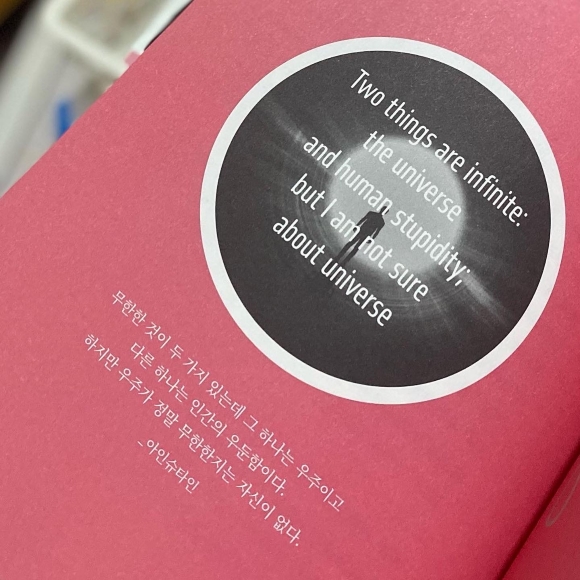 Two things are infinite:
the universe
and human stupidity;
but I am not sure
about universe
무한한 것이 두 가지 있는데 그 하나는 우주이고
다른 하나는 인간의 우둔함이다.
하지만 우주가 정말 무한한지는 자신이 없다.
_ 아인슈타인